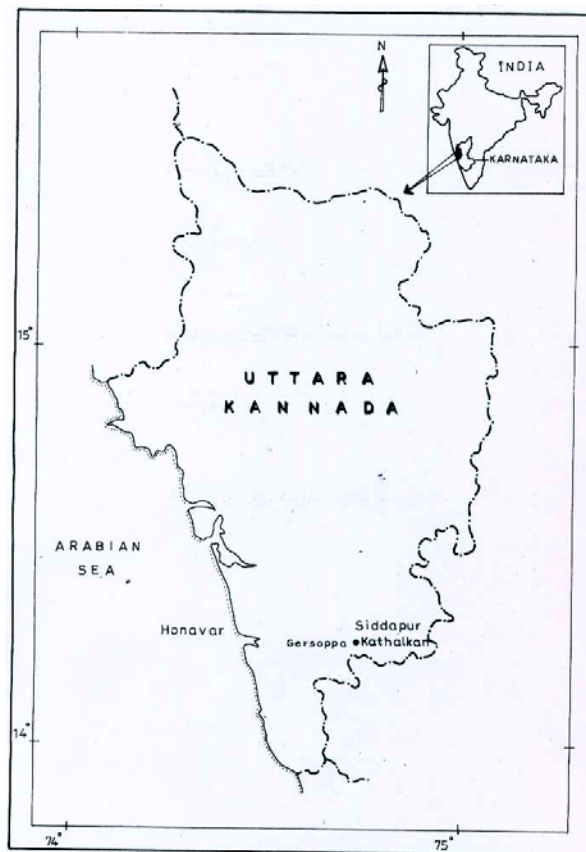 N
INDIA
KARNATAKA
15°
UTTARA
KANNADA
ARABIAN
SEA
Honavar
Siddapur
Gersoppa Kathalkan
14°
74°
75°